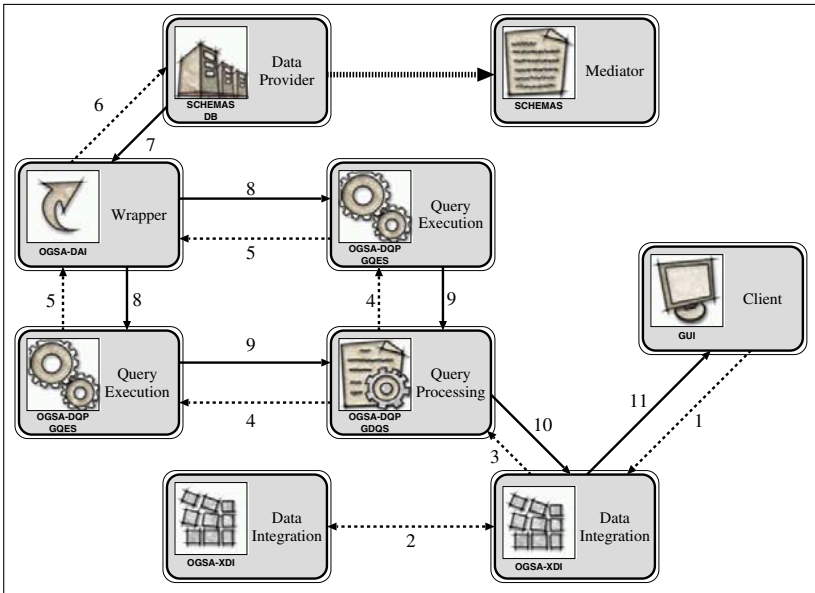 Data
Provider
SCHEMAS
DB
Mediator
SCHEMAS
6
7
Wrapper
OGSA-DAI
8
5
Query
Execution
OGSA-DQP
GQES
5
8
4
9
Client
GUI
Query
Execution
OGSA-DQP
GQES
9
4
Query
Processing
OGSA-DQP
GDQS
10
11
1
3
Data
Integration
OGSA-XDI
2
Data
Integration
OGSA-XDI